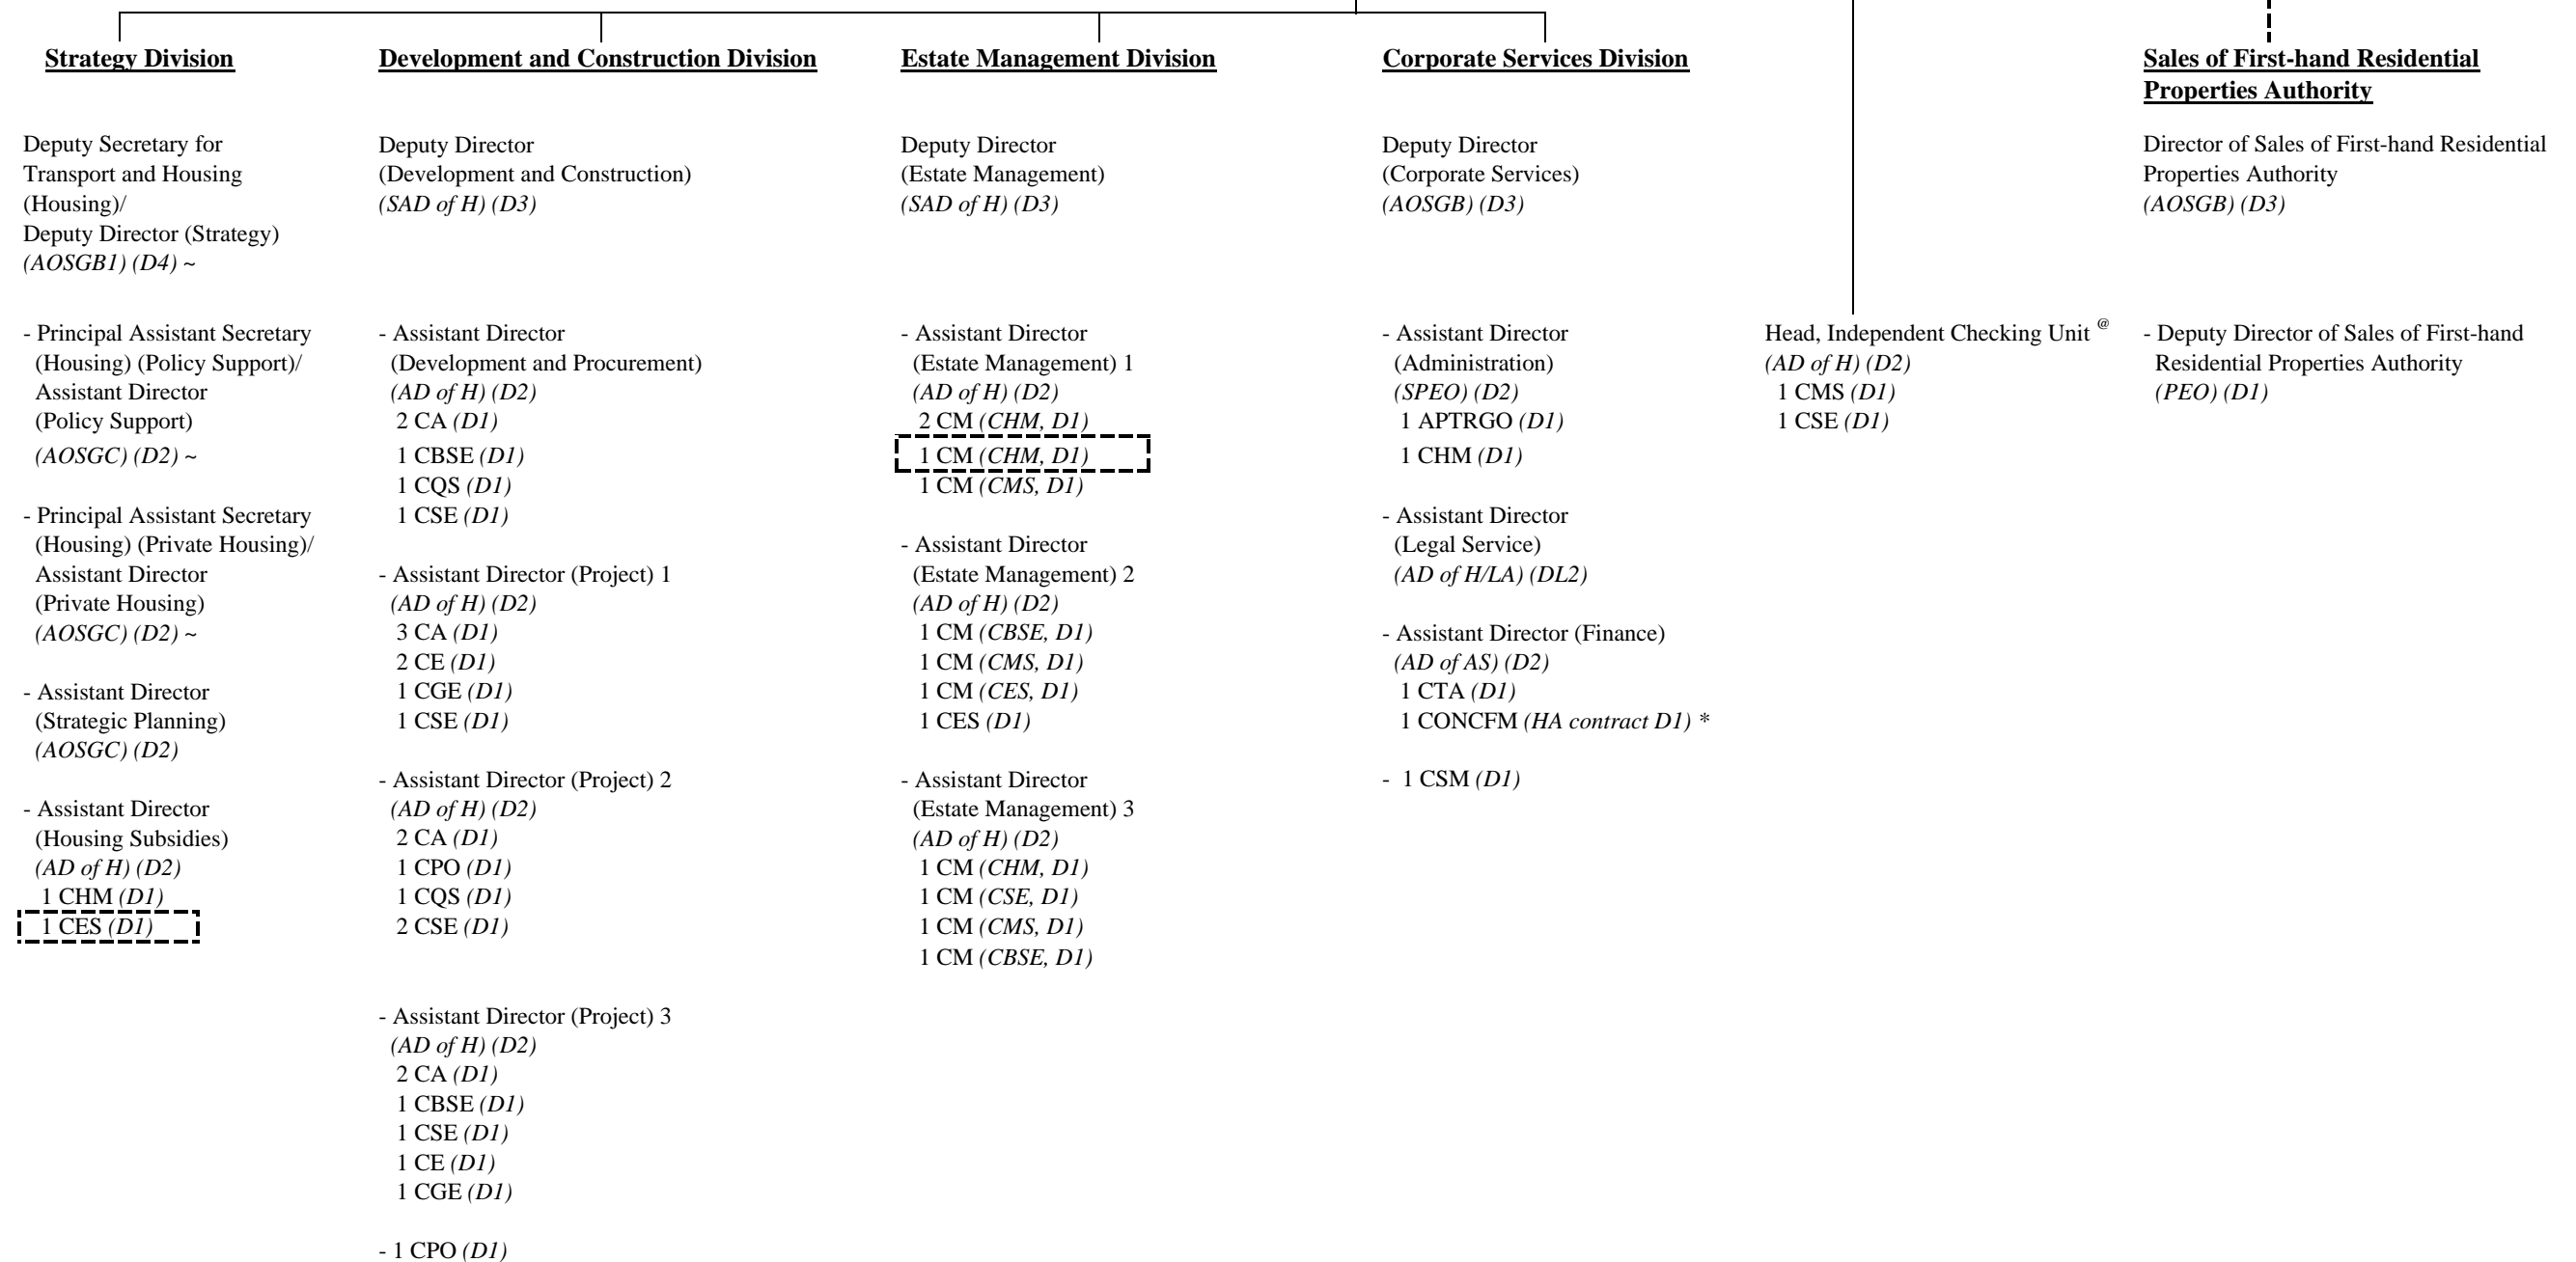 Strategy Division
Deputy Secretary for
Transport and Housing
(Housing)/
Deputy Director (Strategy)
(AOSGB1) (D4) ~
- Principal Assistant Secretary
(Housing) (Policy Support)/
Assistant Director
(Policy Support)
(AOSGC) (D2) ~
- Principal Assistant Secretary
(Housing) (Private Housing)/
Assistant Director
(Private Housing)
(AOSGC) (D2) ~
- Assistant Director
(Strategic Planning)
(AOSGC) (D2)
- Assistant Director
(Housing Subsidies)
(AD of H) (D2)
1 CHM (D1)
1 CES (D1)
Development and Construction Division
Deputy Director
(Development and Construction)
(SAD of H) (D3)
- Assistant Director
(Development and Procurement)
(AD of H) (D2)
2 CA (D1)
1 CBSE (D1)
1 CQS (D1)
1 CSE (D1)
- Assistant Director (Project) 1
(AD of H) (D2)
3 CA (D1)
2 CE (D1)
1 CGE (D1)
1 CSE (D1)
- Assistant Director (Project) 2
(AD of H) (D2)
2 CA (D1)
1 CPO (D1)
1 CQS (D1)
2 CSE (D1)
- Assistant Director (Project) 3
(AD of H) (D2)
2 CA (D1)
1 CBSE (D1)
1 CSE (D1)
1 CE (D1)
1 CGE (D1)
- 1 CPO (D1)
Estate Management Division
Deputy Director
(Estate Management)
(SAD of H) (D3)
- Assistant Director
(Estate Management) 1
(AD of H) (D2)
2 CM (CHM, D1)
1 CM (CHM, D1)
1 CM (CMS, D1)
- Assistant Director
(Estate Management) 2
(AD of H) (D2)
1 CM (CBSE, D1)
1 CM (CMS, D1)
1 CM (CES, D1)
1 CES (D1)
- Assistant Director
(Estate Management) 3
(AD of H) (D2)
1 CM (CHM, D1)
1 CM (CSE, D1)
1 CM (CMS, D1)
1 CM (CBSE, D1)
Corporate Services Division
Deputy Director
(Corporate Services)
(AOSGB) (D3)
- Assistant Director
(Administration)
(SPEO) (D2)
1 APTRGO (D1)
1 CHM (D1)
- Assistant Director
(Legal Service)
(AD of H/LA) (DL2)
- Assistant Director (Finance)
(AD of AS) (D2)
1 CTA (D1)
1 CONCFM (HA contract D1) *
- 1 CSM (D1)
Head, Independent Checking Unit @
(AD of H) (D2)
1 CMS (D1)
1 CSE (D1)
Sales of First-hand Residential
Properties Authority
Director of Sales of First-hand Residential
Properties Authority
(AOSGB) (D3)
- Deputy Director of Sales of First-hand
Residential Properties Authority
(PEO) (D1)